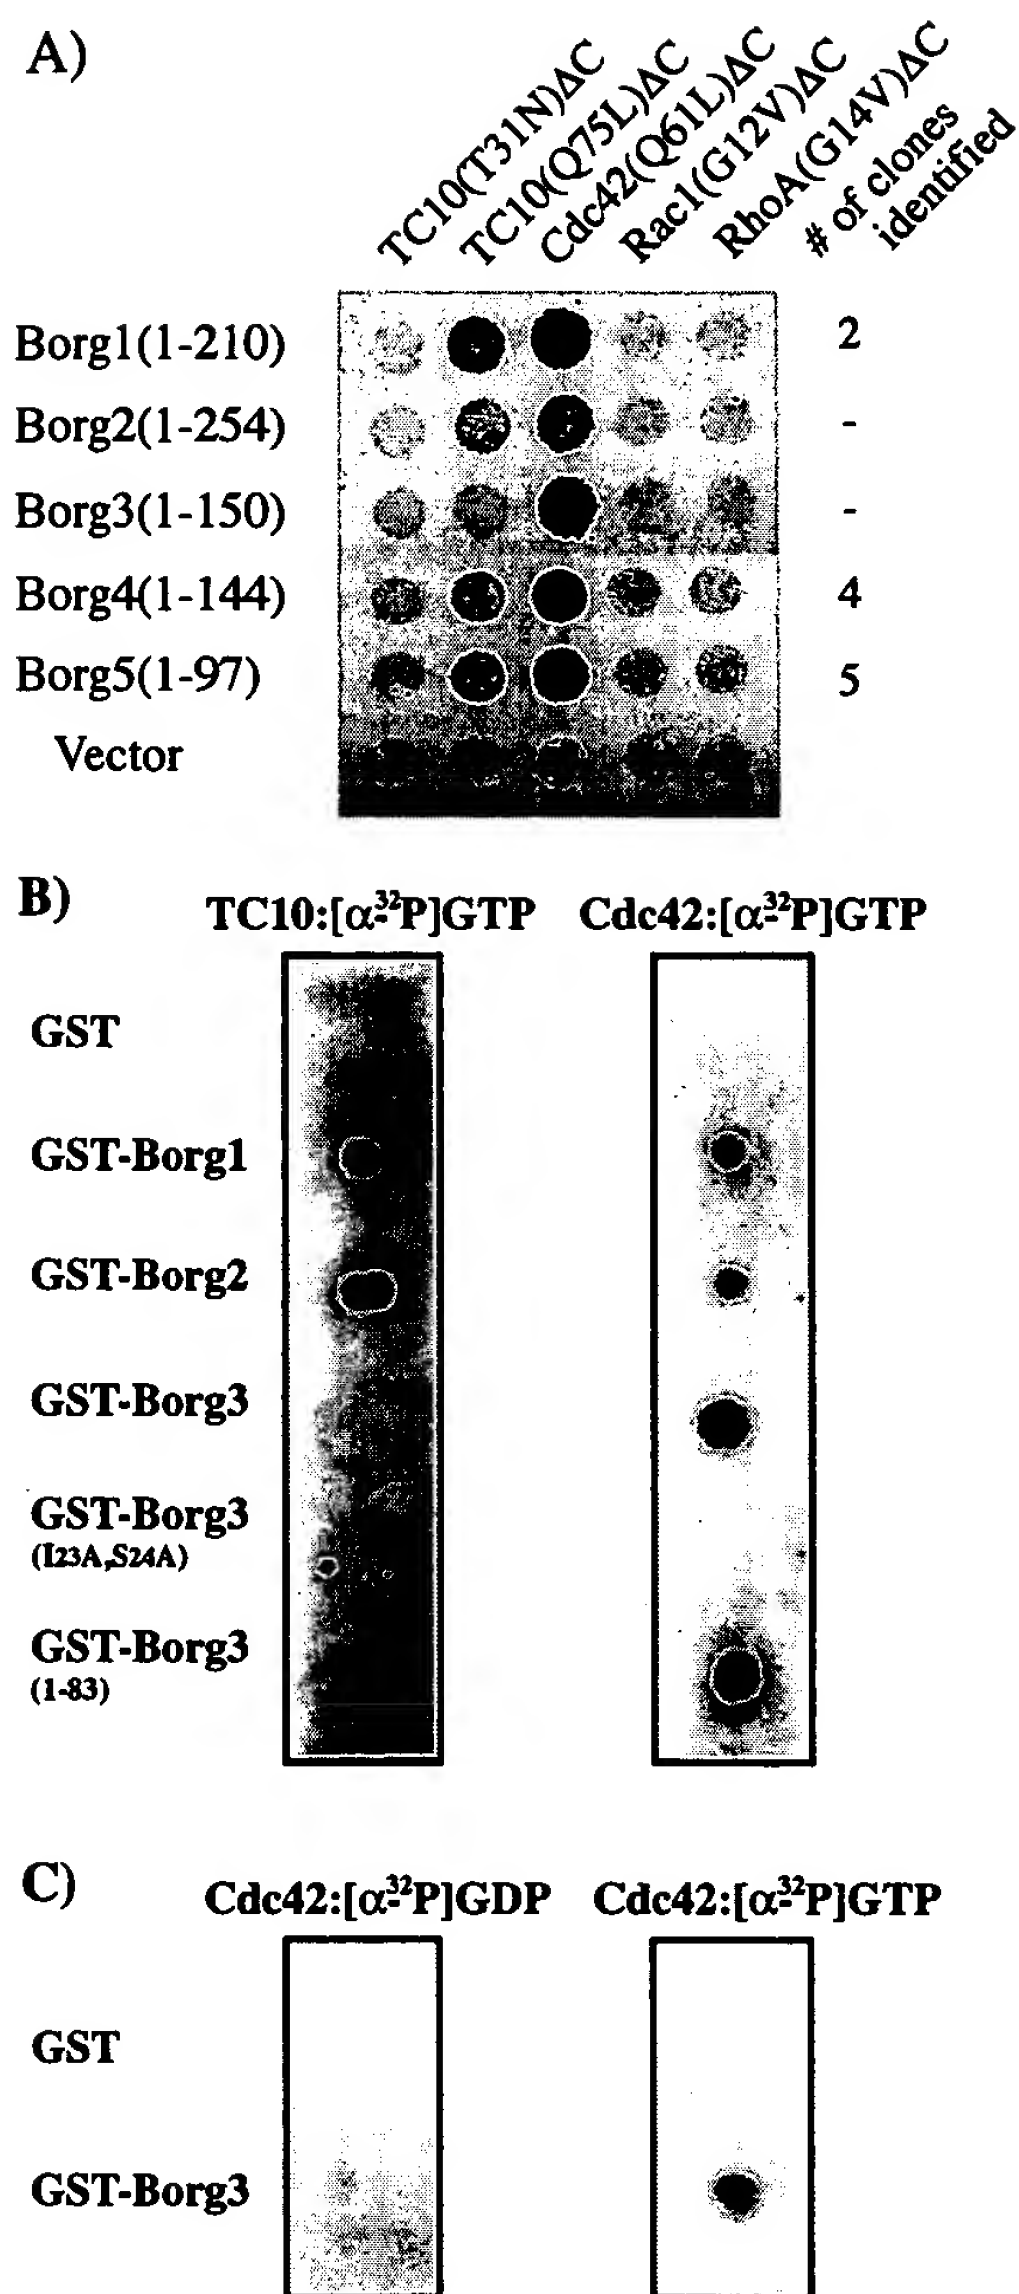 A)
TC10(T31N)ΔC
TC10(Q75L)ΔC
Cdc42(Q61L)ΔC
Rac1(G12V)ΔC
RhoA(G14V)ΔC
# of clones
identified
Borg1(1-210) 2
Borg2(1-254) -
Borg3(1-150) -
Borg4(1-144) 4
Borg5(1-97) 5
Vector
B)
TC10:[α-³²P]GTP Cdc42:[α-³²P]GTP
GST
GST-Borg1
GST-Borg2
GST-Borg3
GST-Borg3
(I23A,S24A)
GST-Borg3
(1-83)
C)
Cdc42:[α-³²P]GDP Cdc42:[α-³²P]GTP
GST
GST-Borg3